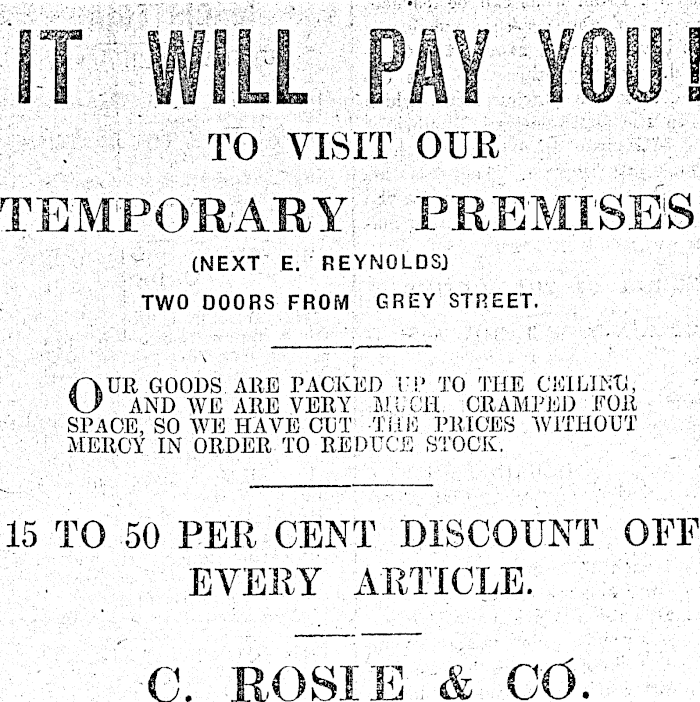 IT WILL PAY YOU!
TO VISIT OUR
TEMPORARY PREMISES
(NEXT E. REYNOLDS)
TWO DOORS FROM GREY STREET.
OUR GOODS ARE PACKED UP TO THE CEILING,
AND WE ARE VERY MUCH CRAMPED FOR
SPACE, SO WE HAVE CUT THE PRICES WITHOUT
MERCY IN ORDER TO REDUCE STOCK.
15 TO 50 PER CENT DISCOUNT OFF
EVERY ARTICLE.
C. ROSIE & CO.